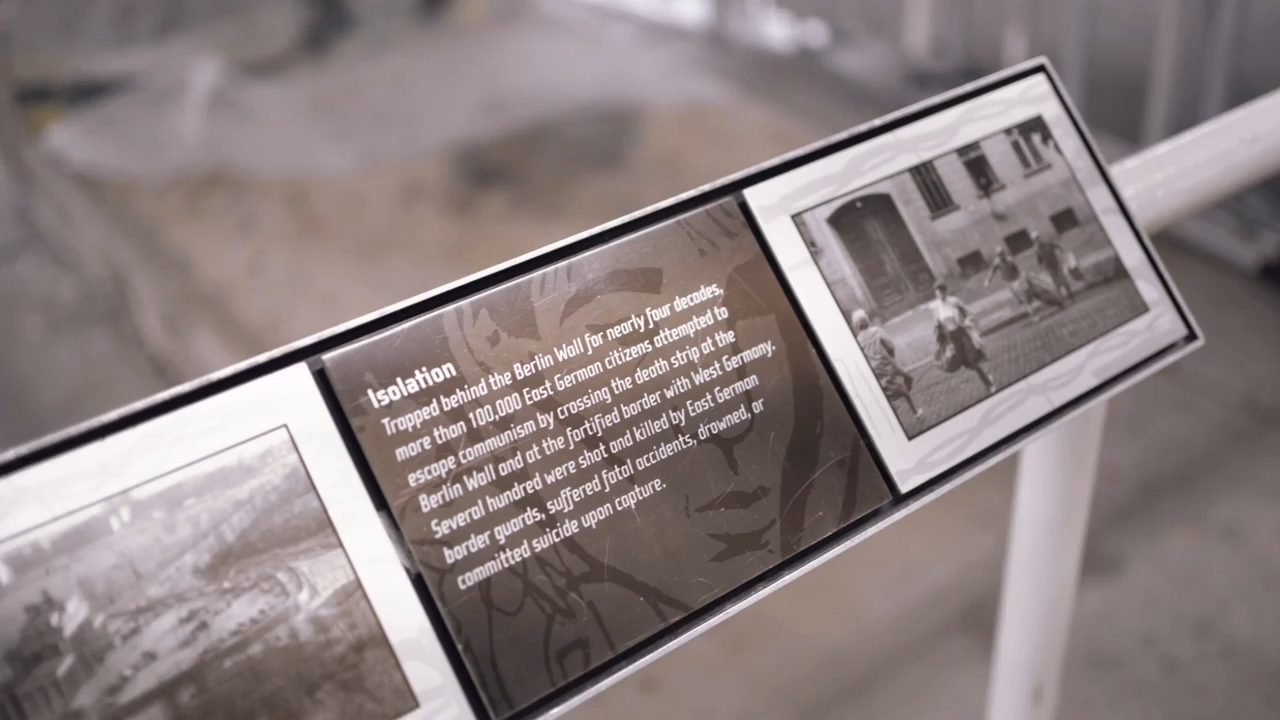 Isolation
Trapped behind the Berlin Wall for nearly four decades,
more than 100,000 East German citizens attempted to
escape communism by crossing the death strip at the
Berlin Wall and at the fortified border with West Germany.
Several hundred were shot and killed by East German
border guards, suffered fatal accidents, drowned, or
committed suicide upon capture.